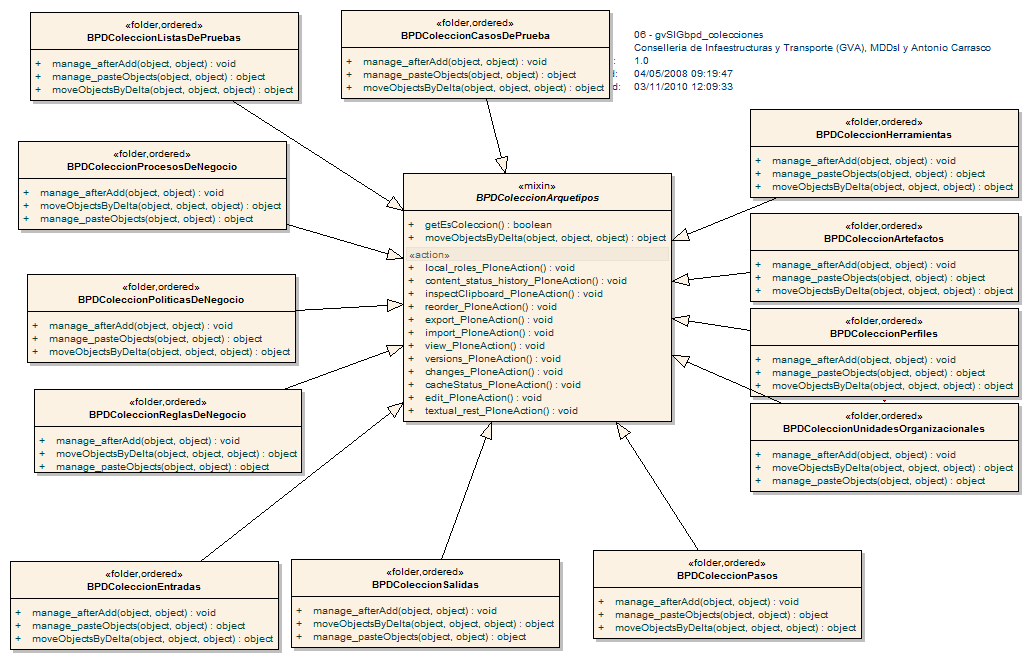 «folder,ordered»
BPDColeccionListasDePruebas
+ manage_afterAdd(object, object) : void
+ manage_pasteObjects(object, object) : object
+ moveObjectsByDelta(object, object, object) : object
«folder,ordered»
BPDColeccionCasosDePrueba
+ manage_afterAdd(object, object) : void
+ manage_pasteObjects(object, object) : object
+ moveObjectsByDelta(object, object, object) : object
06 - gvSIGbpd_colecciones
Conselleria de Infaestructuras y Transporte (GVA), MDDsl y Antonio Carrasco
: 1.0
d: 04/05/2008 09:19:47
d: 03/11/2010 12:09:33
«folder,ordered»
BPDColeccionProcesosDeNegocio
+ manage_afterAdd(object, object) : void
+ moveObjectsByDelta(object, object, object) : object
+ manage_pasteObjects(object, object) : object
«folder,ordered»
BPDColeccionHerramientas
+ manage_afterAdd(object, object) : void
+ manage_pasteObjects(object, object) : object
+ moveObjectsByDelta(object, object, object) : object
«mixin»
BPDColeccionArquetipos
+ getEsColeccion() : boolean
+ moveObjectsByDelta(object, object, object) : object
«action»
+ local_roles_PloneAction() : void
+ content_status_history_PloneAction() : void
+ inspectClipboard_PloneAction() : void
+ reorder_PloneAction() : void
+ export_PloneAction() : void
+ import_PloneAction() : void
+ view_PloneAction() : void
+ versions_PloneAction() : void
+ changes_PloneAction() : void
+ cacheStatus_PloneAction() : void
+ edit_PloneAction() : void
+ textual_rest_PloneAction() : void
«folder,ordered»
BPDColeccionArtefactos
+ manage_afterAdd(object, object) : void
+ manage_pasteObjects(object, object) : object
+ moveObjectsByDelta(object, object, object) : object
«folder,ordered»
BPDColeccionPoliticasDeNegocio
+ manage_afterAdd(object, object) : void
+ manage_pasteObjects(object, object) : object
+ moveObjectsByDelta(object, object, object) : object
«folder,ordered»
BPDColeccionPerfiles
+ manage_afterAdd(object, object) : void
+ manage_pasteObjects(object, object) : object
+ moveObjectsByDelta(object, object, object) : object
«folder,ordered»
BPDColeccionReglasDeNegocio
+ manage_afterAdd(object, object) : void
+ moveObjectsByDelta(object, object, object) : object
+ manage_pasteObjects(object, object) : object
«folder,ordered»
BPDColeccionUnidadesOrganizacionales
+ manage_afterAdd(object, object) : void
+ moveObjectsByDelta(object, object, object) : object
+ manage_pasteObjects(object, object) : object
«folder,ordered»
BPDColeccionEntradas
+ manage_afterAdd(object, object) : void
+ manage_pasteObjects(object, object) : object
+ moveObjectsByDelta(object, object, object) : object
«folder,ordered»
BPDColeccionSalidas
+ manage_afterAdd(object, object) : void
+ moveObjectsByDelta(object, object, object) : object
+ manage_pasteObjects(object, object) : object
«folder,ordered»
BPDColeccionPasos
+ manage_afterAdd(object, object) : void
+ manage_pasteObjects(object, object) : object
+ moveObjectsByDelta(object, object, object) : object